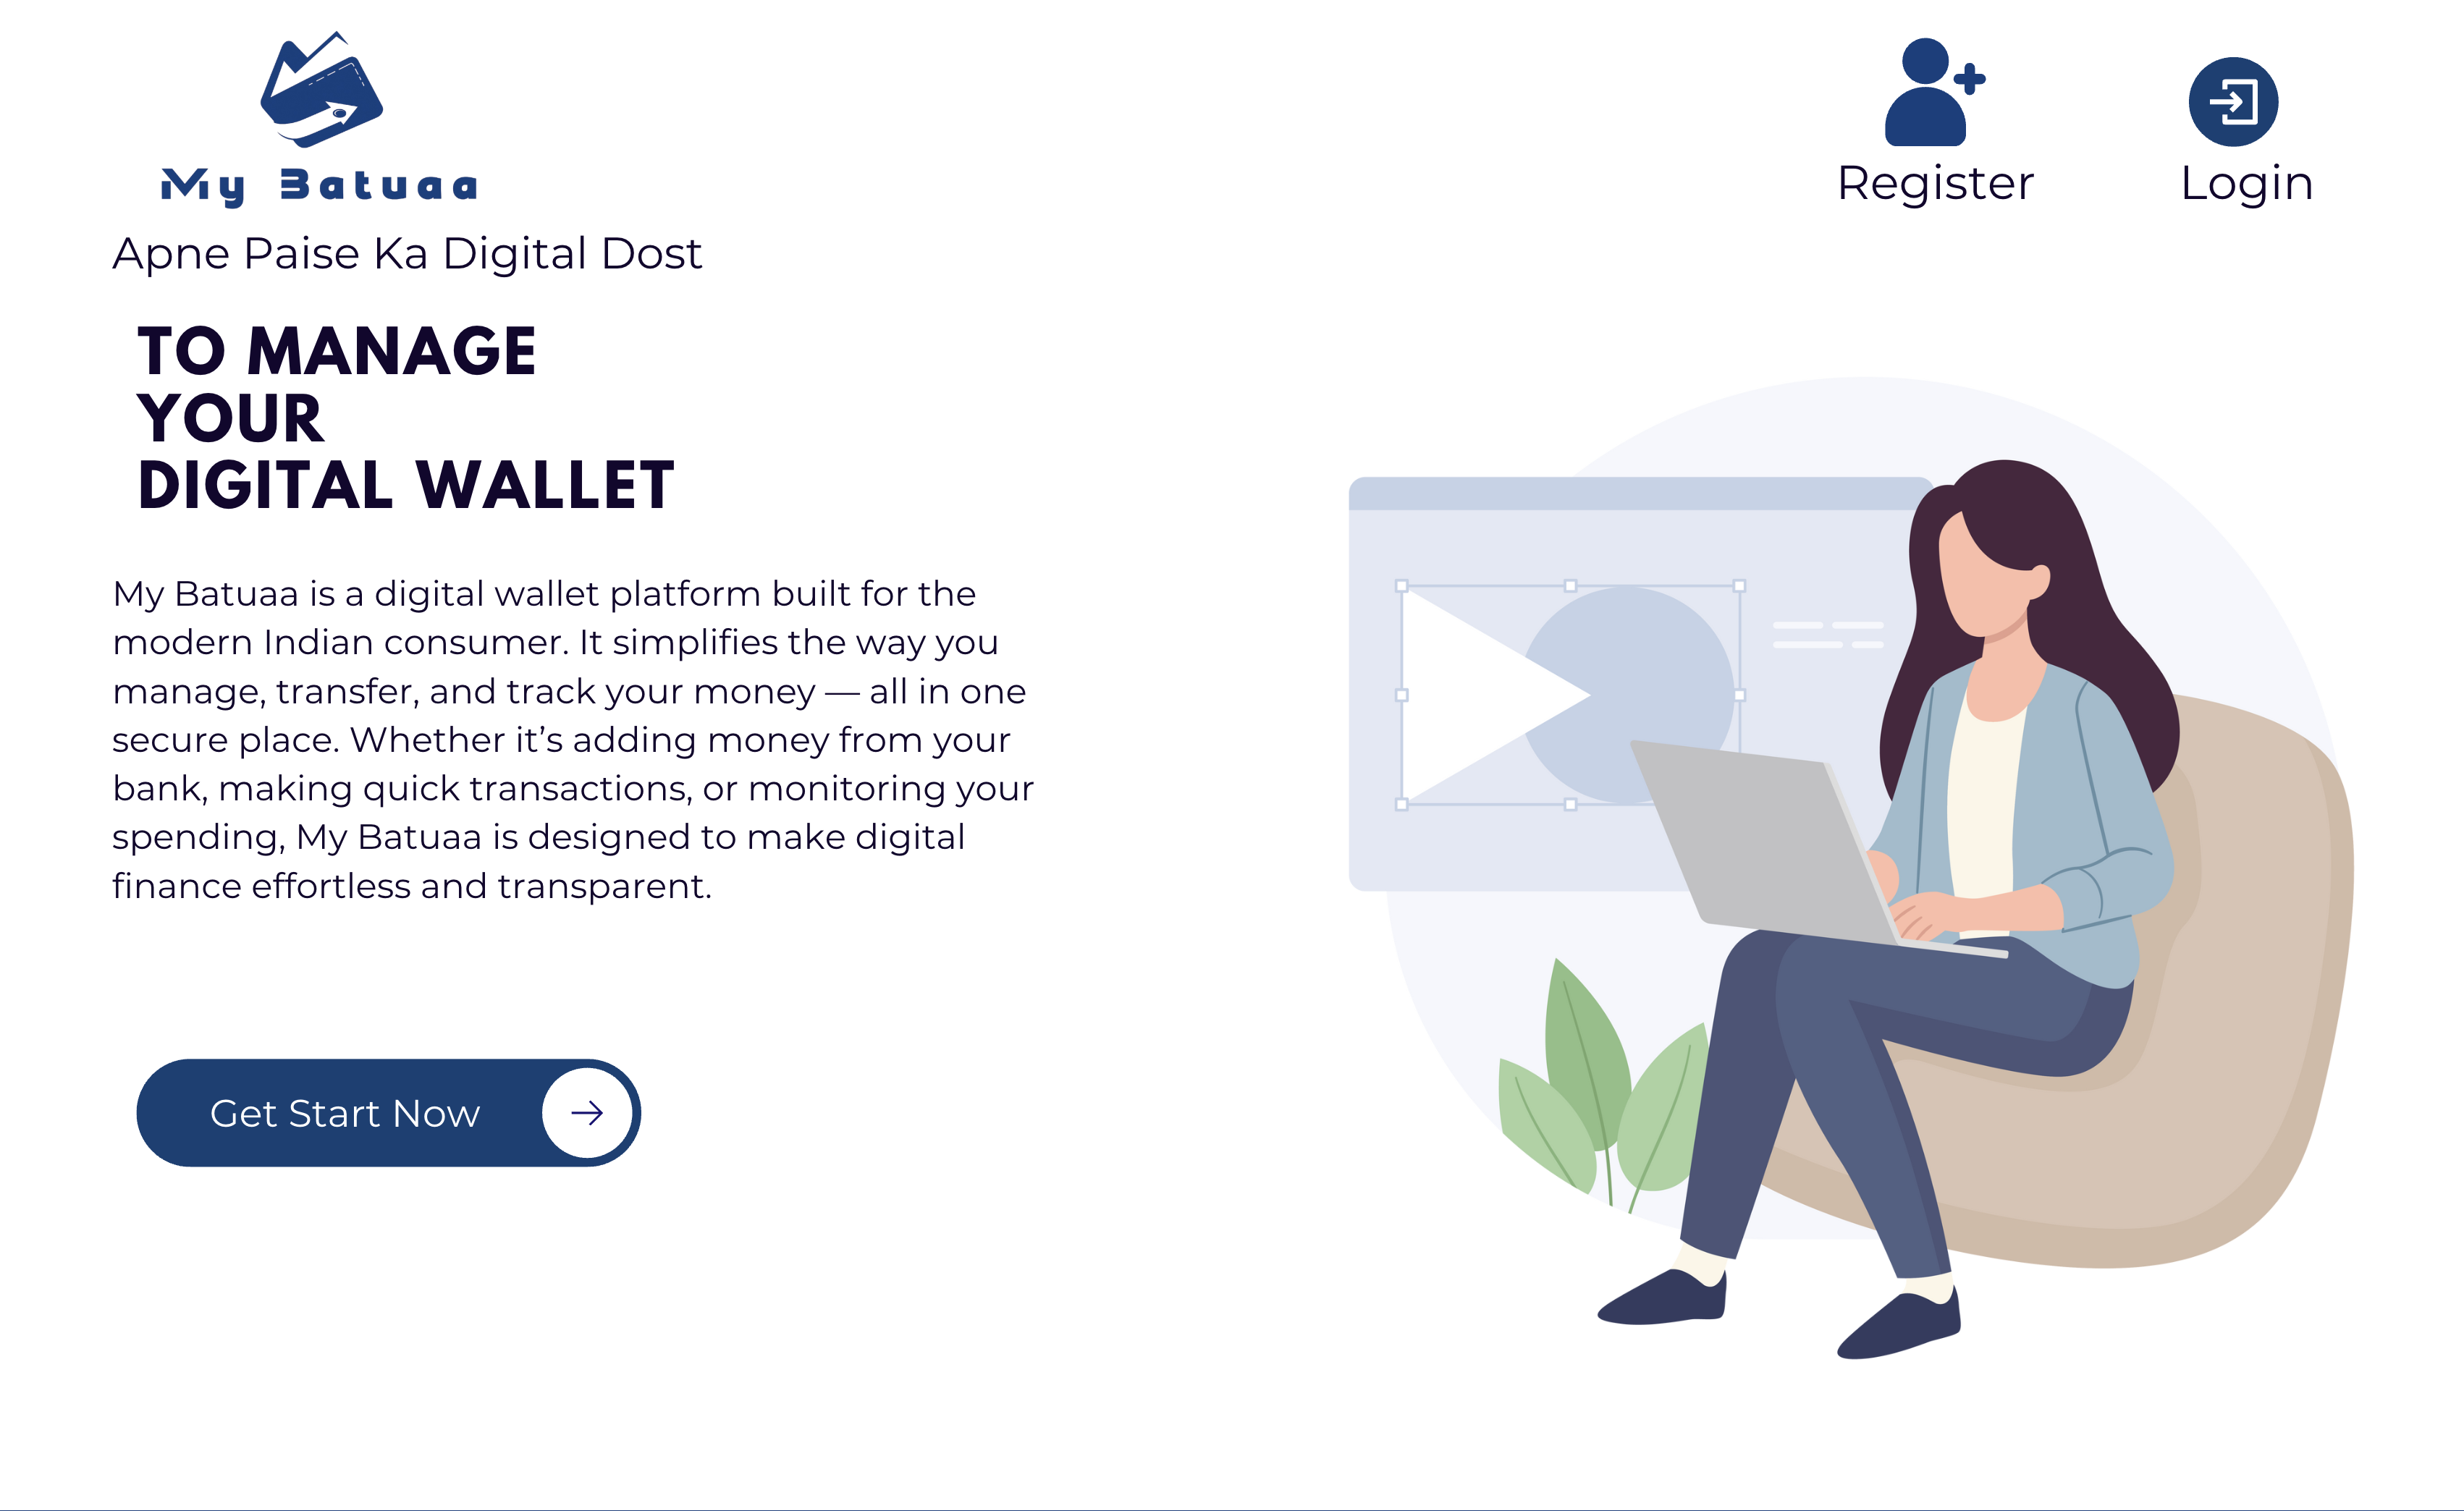 My Batuaa
Register
Login
Apne Paise Ka Digital Dost
TO MANAGE
YOUR
DIGITAL WALLET
My Batuaa is a digital wallet platform built for the
modern Indian consumer. It simplifies the way you
manage, transfer, and track your money — all in one
secure place. Whether it’s adding money from your
bank, making quick transactions, or monitoring your
spending, My Batuaa is designed to make digital
finance effortless and transparent.
Get Start Now